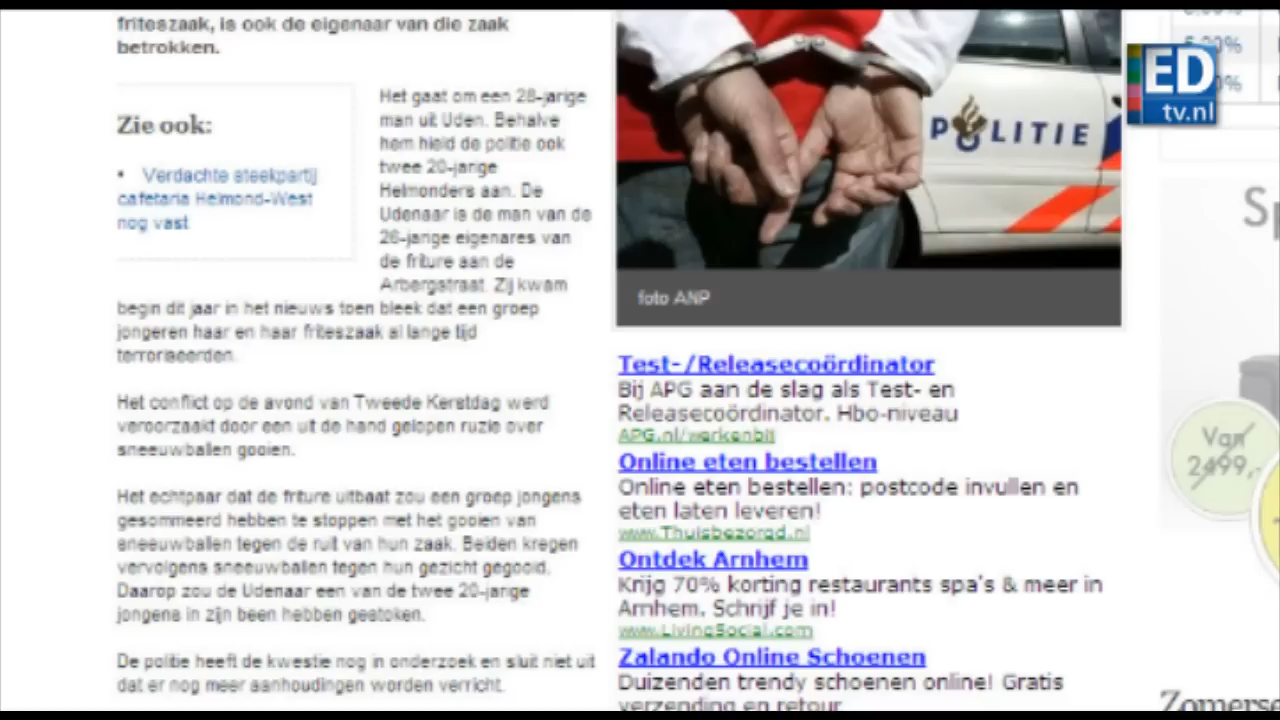 friteszaak, is ook de eigenaar van die zaak
betrokken.
Zie ook:
• Verdachte steekpartij
cafetaria Helmond-West
nog vast
Het gaat om een 28-jarige
man uit Uden. Behalve
hem hield de politie ook
twee 20-jarige
Helmonders aan. De
Udenaar is de man van de
26-jarige eigenares van
de friture aan de
Arbergstraat. Zij kwam
begin dit jaar in het nieuws toen bleek dat een groep
jongeren haar en haar friteszaak al lange tijd
terroriseerden.
Het conflict op de avond van Tweede Kerstdag werd
veroorzaakt door een uit de hand gelopen ruzie over
sneeuwballen gooien.
Het echtpaar dat de friture uitbaat zou een groep jongens
gesommeerd hebben te stoppen met het gooien van
sneeuwballen tegen de ruit van hun zaak. Beiden kregen
vervolgens sneeuwballen tegen hun gezicht gegooid.
Daarop zou de Udenaar een van de twee 20-jarige
jongens in zijn been hebben gestoken.
De politie heeft de kwestie nog in onderzoek en sluit niet uit
dat er nog meer aanhoudingen worden verricht.
POLITIE
foto ANP
Test-/Releasecoördinator
Bij APG aan de slag als Test- en
Releasecoördinator. Hbo-niveau
APG.nl/werkenbij
Online eten bestellen
Online eten bestellen: postcode invullen en
eten laten leveren!
www.Thuisbezorgd.nl
Ontdek Arnhem
Krijg 70% korting restaurants spa's & meer in
Arnhem. Schrijf je in!
www.LivingSocial.com
Zalando Online Schoenen
Duizenden trendy schoenen online! Gratis
verzending en retour
ED
tv.nl
Sp
Van
2499,-
Zomerse